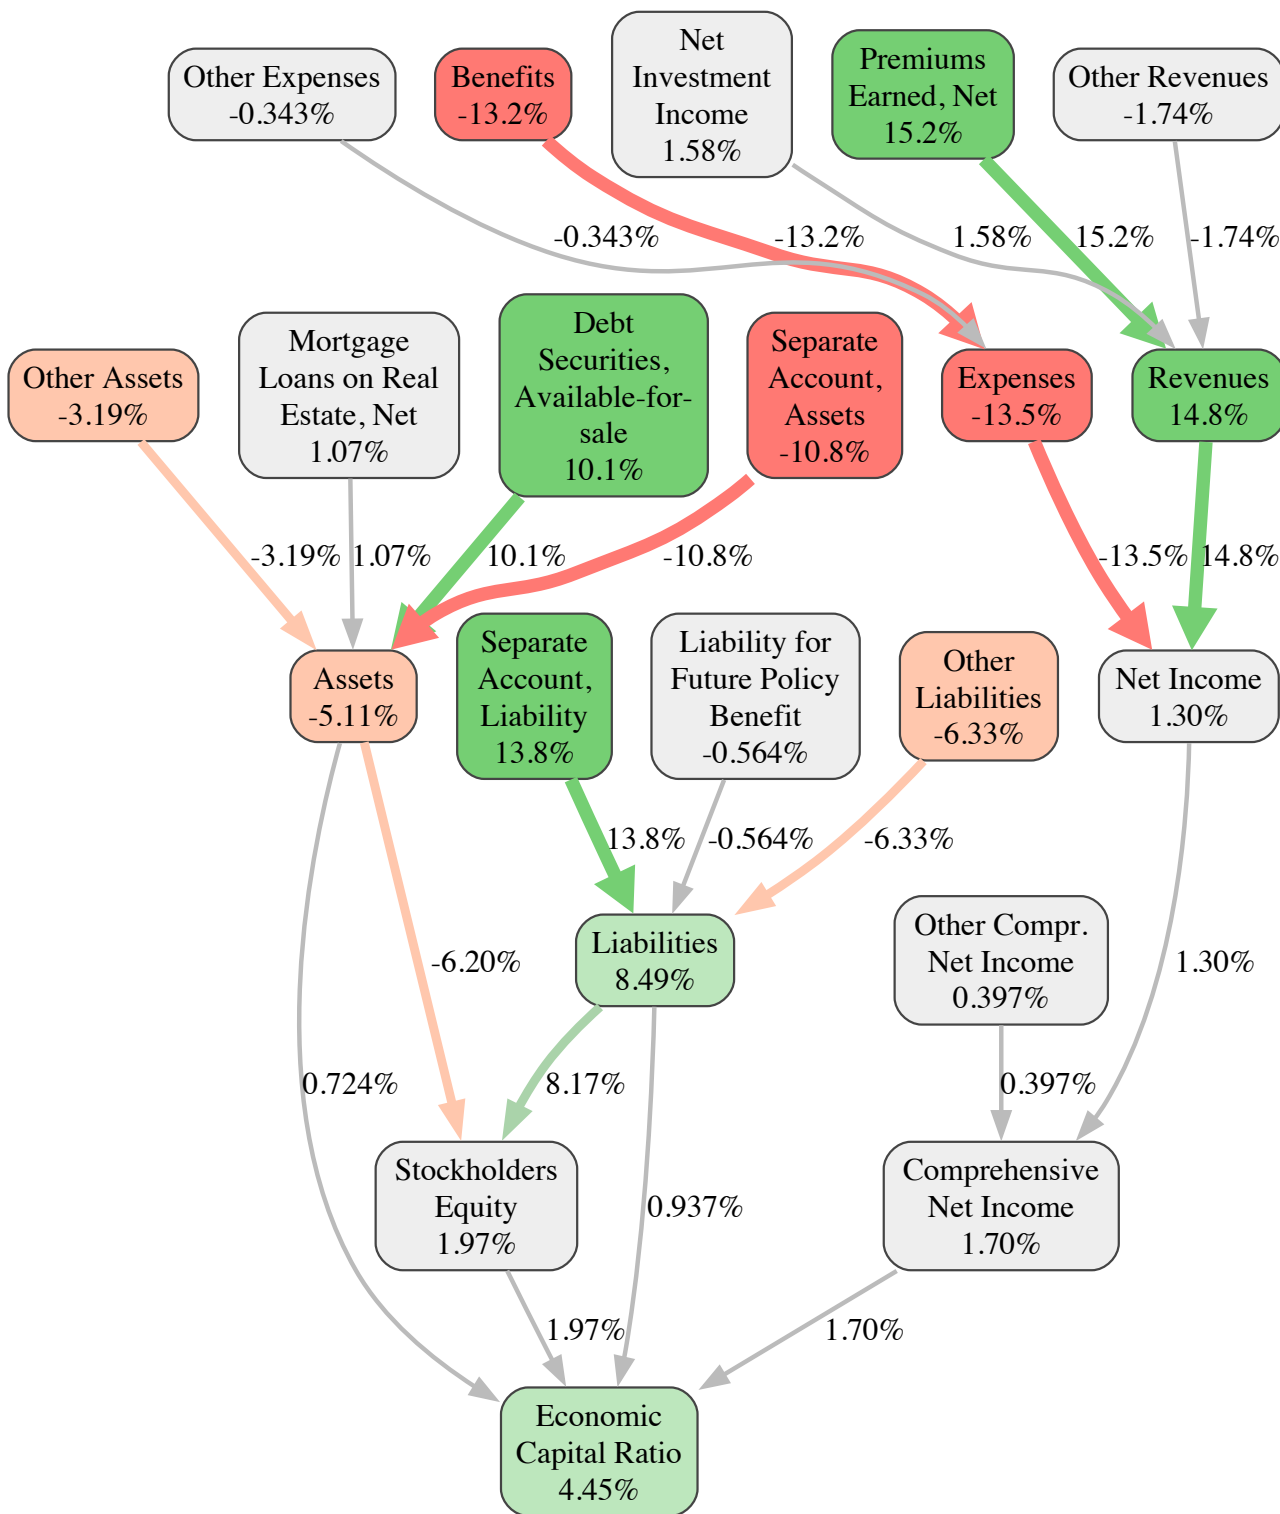 Other Expenses
-0.343%
Benefits
-13.2%
Net
Investment
Income
1.58%
Premiums
Earned, Net
15.2%
Other Revenues
-1.74%
-0.343%
-13.2%
1.58%
15.2%
-1.74%
Other Assets
-3.19%
Mortgage
Loans on Real
Estate, Net
1.07%
Debt
Securities,
Available-for-
sale
10.1%
Separate
Account,
Assets
-10.8%
Expenses
-13.5%
Revenues
14.8%
-3.19%
1.07%
10.1%
-10.8%
-13.5%
14.8%
Assets
-5.11%
Separate
Account,
Liability
13.8%
Liability for
Future Policy
Benefit
-0.564%
Other
Liabilities
-6.33%
Net Income
1.30%
13.8%
-0.564%
-6.33%
-6.20%
Liabilities
8.49%
Other Compr.
Net Income
0.397%
1.30%
0.724%
8.17%
0.397%
Stockholders
Equity
1.97%
0.937%
Comprehensive
Net Income
1.70%
1.97%
1.70%
Economic
Capital Ratio
4.45%